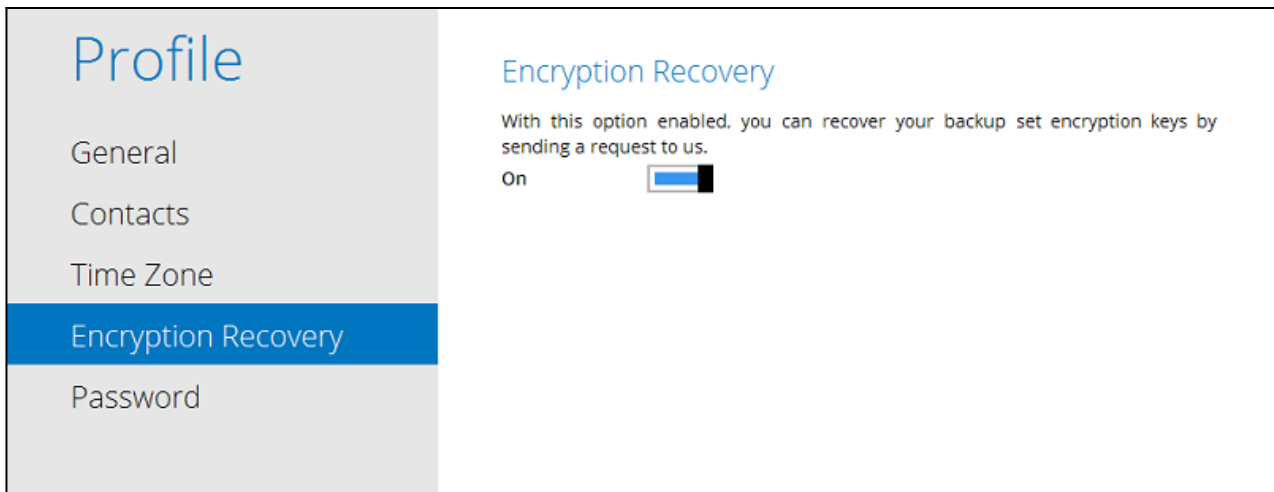 Profile
General
Contacts
Time Zone
Encryption Recovery
Password
Encryption Recovery
With this option enabled, you can recover your backup set encryption keys by
sending a request to us.
On